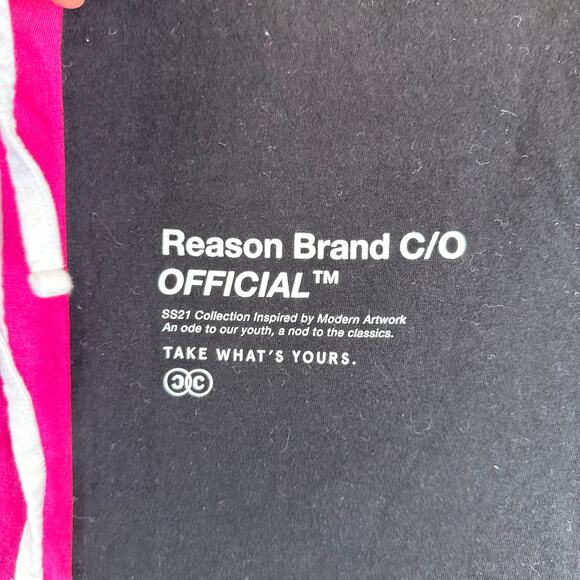 Reason Brand C/O
OFFICIAL™
SS21 Collection Inspired by Modern Artwork
An ode to our youth, a nod to the classics.
TAKE WHAT'S YOURS.